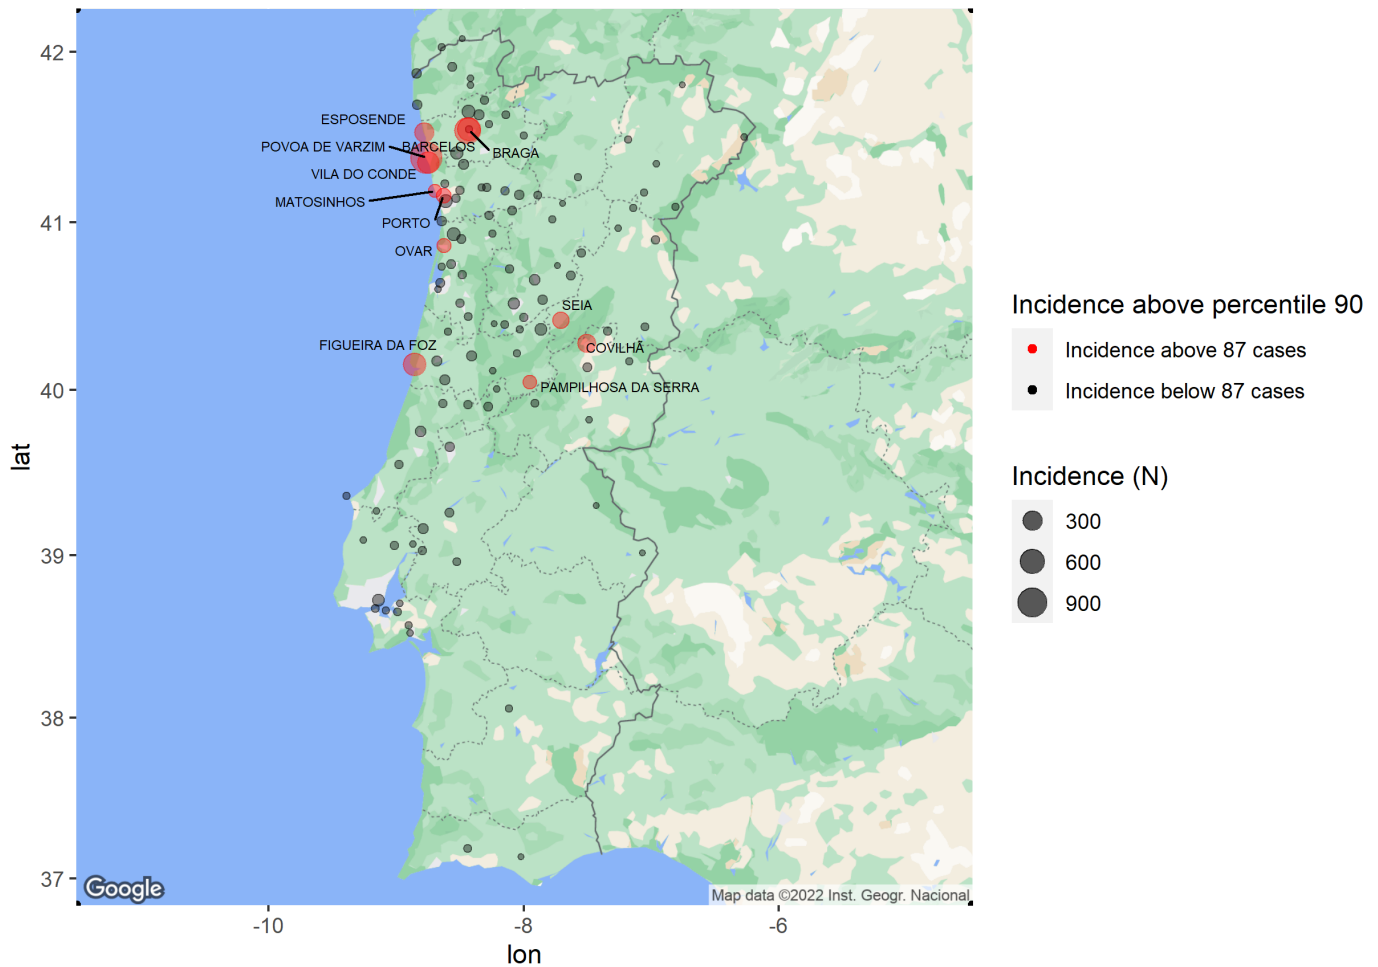 42
41
40
39
38
37
lat
ESPOSENDE
POVOA DE VARZIM
BARCELOS
BRAGA
VILA DO CONDE
MATOSINHOS
PORTO
OVAR
SEIA
FIGUEIRA DA FOZ
COVILHÃ
PAMPILHOSA DA SERRA
Google
Map data ©2022 Inst. Geogr. Nacional
-10
-8
-6
lon
Incidence above percentile 90
Incidence above 87 cases
Incidence below 87 cases
Incidence (N)
300
600
900